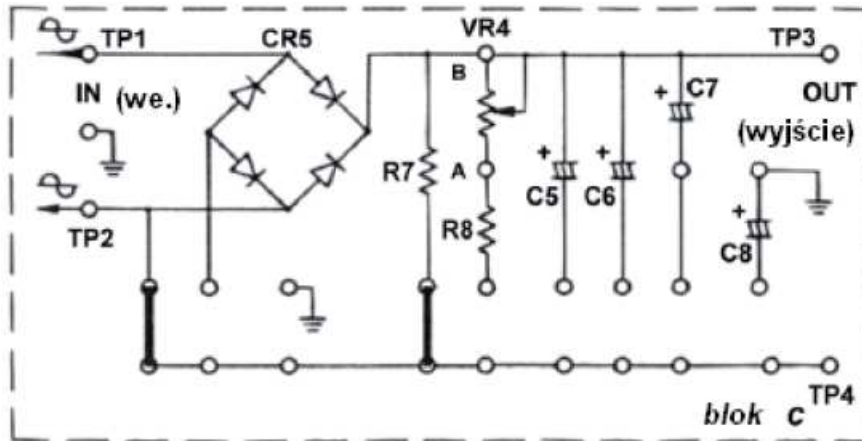 TP1 CR5 VR4 TP3
B C7
IN (we.) + OUT
(wyjście)
R7 A + C5 + C6
TP2 R8 + C8
TP4
blok c